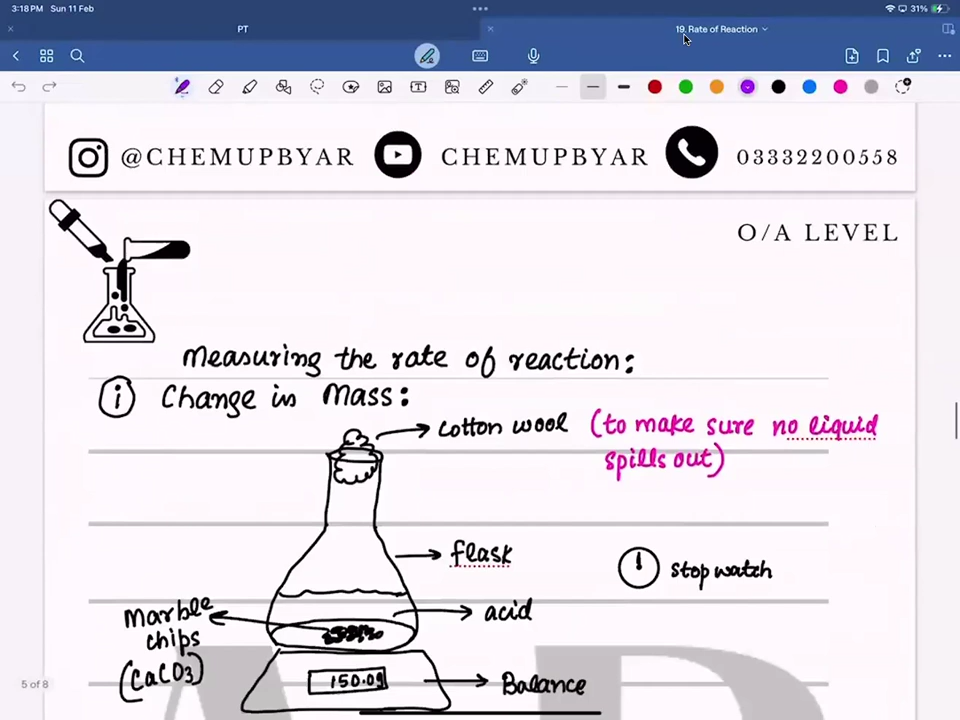 3:18 PM Sun 11 Feb
31%
PT
19. Rate of Reaction
@CHEMUPBYAR
CHEMUPBYAR
03332200558
O/A LEVEL
Measuring the rate of reaction:
i Change in Mass:
cotton wool (to make sure no liquid
spills out)
flask
stop watch
Marble
chips
(CaCO3)
acid
150.0g
Balance
5 of 8